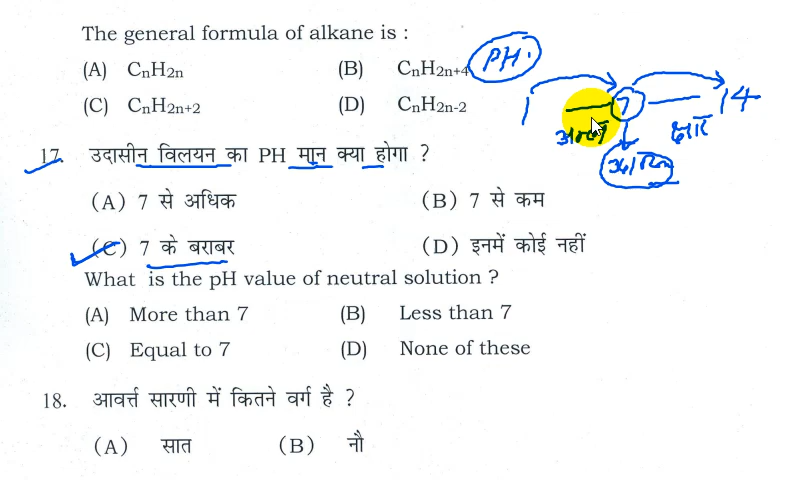 The general formula of alkane is :
(A) CnH2n (B) CnH2n+4
(C) CnH2n+2 (D) CnH2n-2
PH.
1 — 7 — 14
अम्ल क्षार
उदासिन
17. उदासीन विलयन का PH मान क्या होगा ?
(A) 7 से अधिक (B) 7 से कम
(C) 7 के बराबर (D) इनमें कोई नहीं
What is the pH value of neutral solution ?
(A) More than 7 (B) Less than 7
(C) Equal to 7 (D) None of these
18. आवर्त्त सारणी में कितने वर्ग है ?
(A) सात (B) नौ